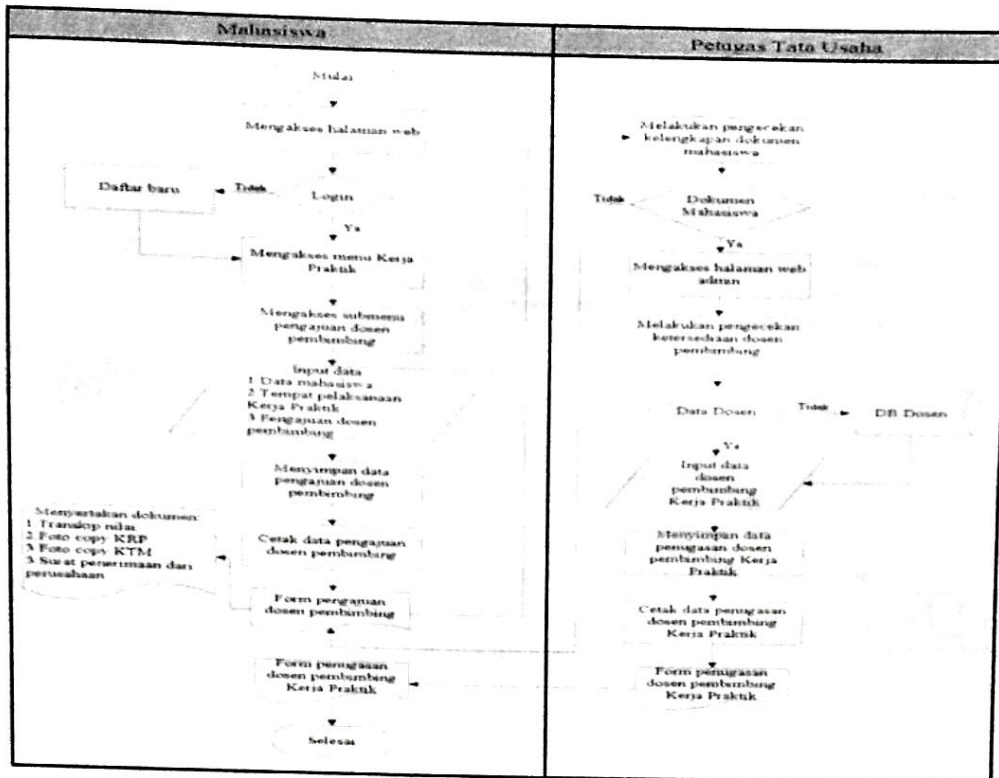 Mahasiswa
Mulai
Mengakses halaman web
Login
Tidak
Daftar baru
Ya
Mengakses menu Kerja
Praktik
Mengakses submenu
pengajuan dosen
pembimbing
Input data
1 Data mahasiswa
2 Tempat pelaksanaan
Kerja Praktik
3 Pengajuan dosen
pembimbing
Menyimpan data
pengajuan dosen
pembimbing
Cetak data pengajuan
dosen pembimbing
Menyertakan dokumen:
1 Transkip nilai
2 Foto copy KRP
3 Foto copy KTM
3 Surat penerimaan dari
perusahaan
Form pengajuan
dosen pembimbing
Form penugasan
dosen pembimbing
Kerja Praktik
Selesai
Petugas Tata Usaha
Melakukan pengecekan
kelengkapan dokumen
mahasiswa
Tidak
Dokumen
Mahasiswa
Ya
Mengakses halaman web
admin
Melakukan pengecekan
ketersediaan dosen
pembimbing
Data Dosen
Tidak
DB Dosen
Ya
Input data
dosen
pembimbing
Kerja Praktik
Menyimpan data
penugasan dosen
pembimbing Kerja
Praktik
Cetak data penugasan
dosen pembimbing
Kerja Praktik
Form penugasan
dosen pembimbing
Kerja Praktik